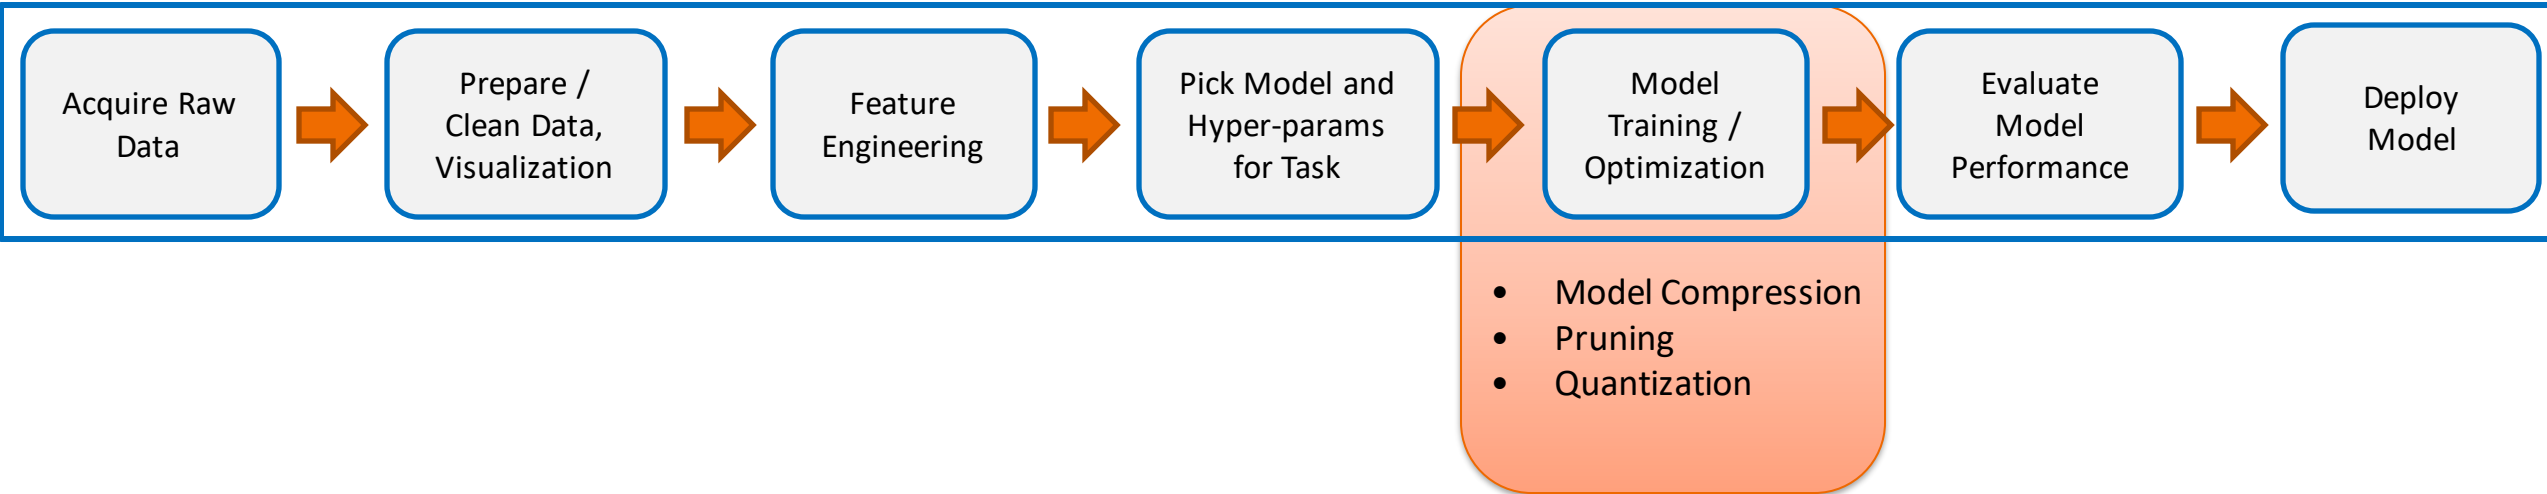 Acquire Raw
Data
Prepare /
Clean Data,
Visualization
Feature
Engineering
Pick Model and
Hyper-params
for Task
Model
Training /
Optimization
Evaluate
Model
Performance
Deploy
Model
• Model Compression
• Pruning
• Quantization